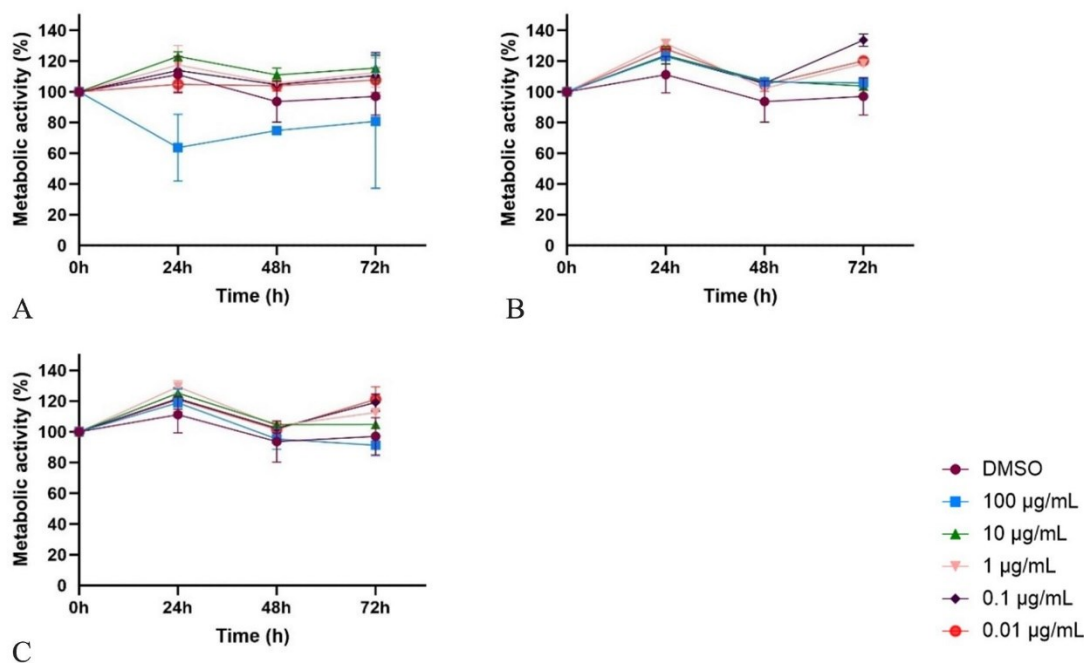 Metabolic activity (%)
140
120
100
80
60
40
20
0
0h 24h 48h 72h
Time (h)
A
Metabolic activity (%)
140
120
100
80
60
40
20
0
0h 24h 48h 72h
Time (h)
B
Metabolic activity (%)
140
120
100
80
60
40
20
0
0h 24h 48h 72h
Time (h)
C
DMSO
100 µg/mL
10 µg/mL
1 µg/mL
0.1 µg/mL
0.01 µg/mL